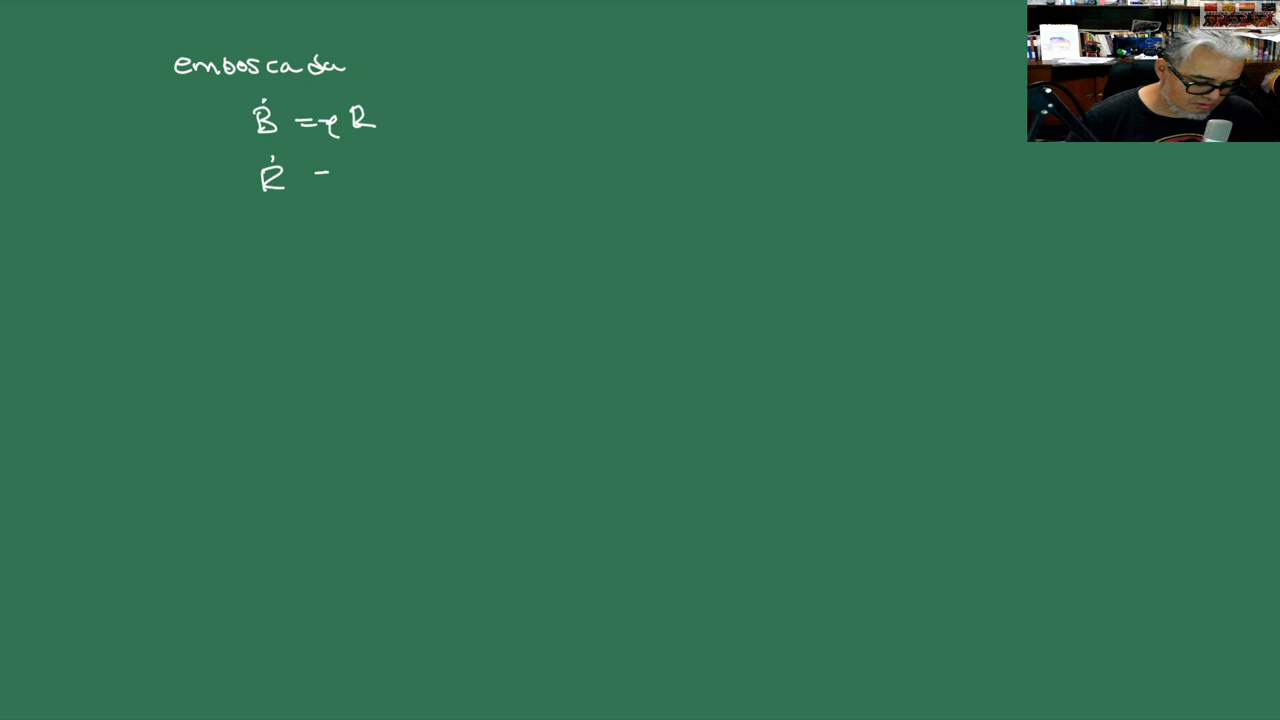 emboscada
Ḃ = -r R
Ṙ -